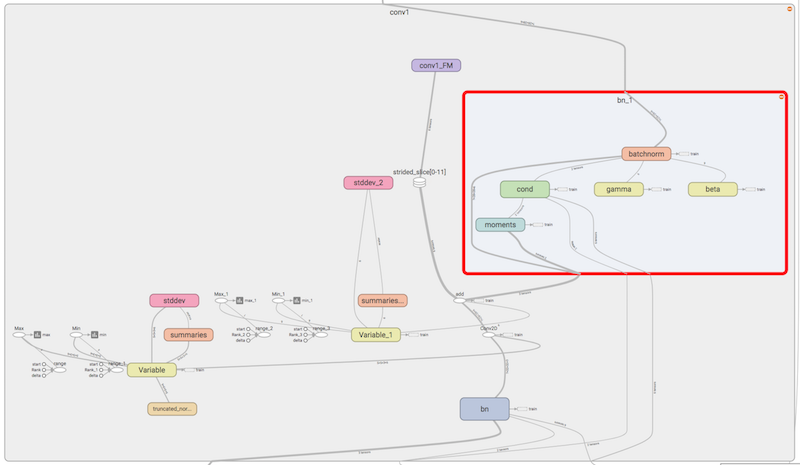 conv1
conv1_FM
bn_1
batchnorm
train
strided_slice[0-11]
stddev_2
cond
train
gamma
train
beta
train
moments
train
stddev
Max_1
max_1
Min_1
min_1
summaries...
add
train
Max
max
Min
min
summaries
start
Rank_2
delta
range_2
start
Rank_3
delta
range_3
Variable_1
train
Conv2D
start
Rank
delta
range
start
Rank_1
delta
range_1
Variable
train
truncated_nor...
bn
train